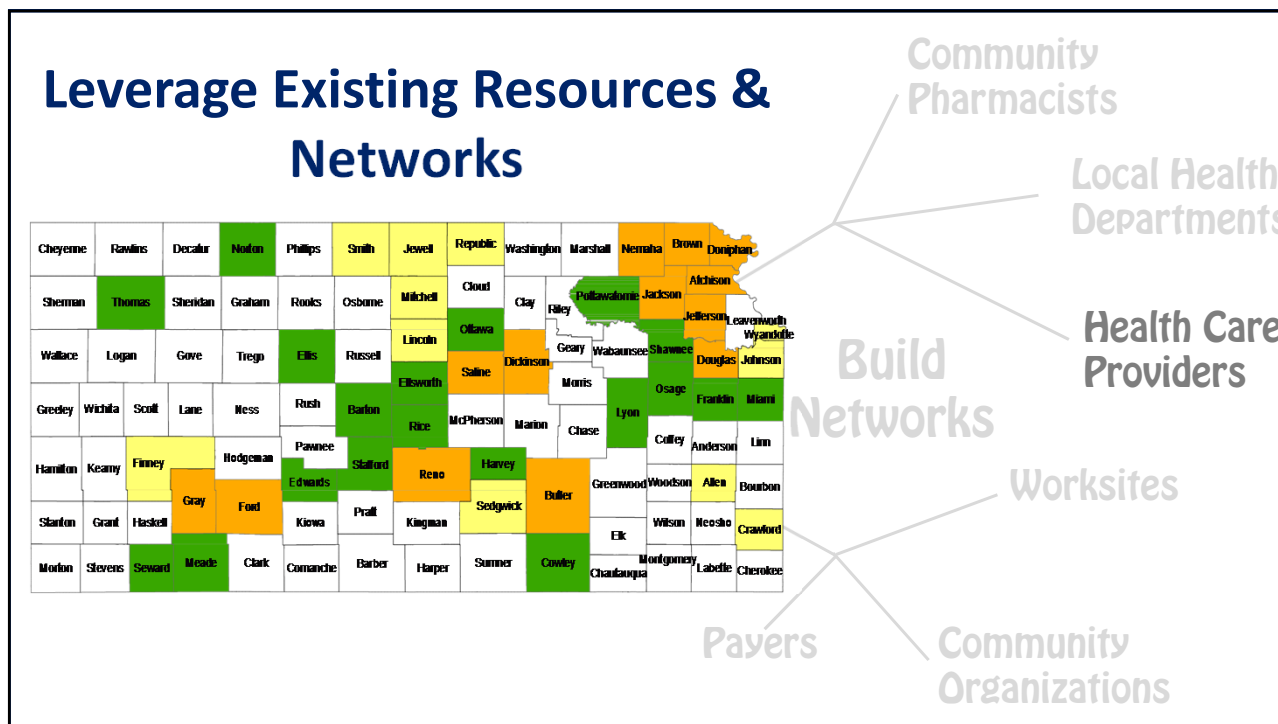 Leverage Existing Resources &
Networks
Community
Pharmacists
Local Health
Departments
Health Care
Providers
Build
Networks
Worksites
Payers
Community
Organizations
Cheyenne
Rawlins
Decatur
Norton
Phillips
Smith
Jewell
Republic
Washington
Marshall
Nemaha
Brown
Doniphan
Sherman
Thomas
Sheridan
Graham
Rooks
Osborne
Mitchell
Cloud
Clay
Riley
Pottawatomie
Jackson
Atchison
Jefferson
Leavenworth
Wyandotte
Wallace
Logan
Gove
Trego
Ellis
Russell
Lincoln
Ottawa
Saline
Dickinson
Geary
Wabaunsee
Shawnee
Douglas
Johnson
Greeley
Wichita
Scott
Lane
Ness
Rush
Barton
Ellsworth
Rice
McPherson
Marion
Morris
Chase
Lyon
Osage
Franklin
Miami
Hamilton
Kearny
Finney
Hodgeman
Pawnee
Edwards
Stafford
Reno
Harvey
Butler
Greenwood
Coffey
Anderson
Linn
Woodson
Allen
Bourbon
Gray
Ford
Stanton
Grant
Haskell
Kiowa
Pratt
Kingman
Sedgwick
Elk
Wilson
Neosho
Crawford
Morton
Stevens
Seward
Meade
Clark
Comanche
Barber
Harper
Sumner
Cowley
Chautauqua
Montgomery
Labette
Cherokee